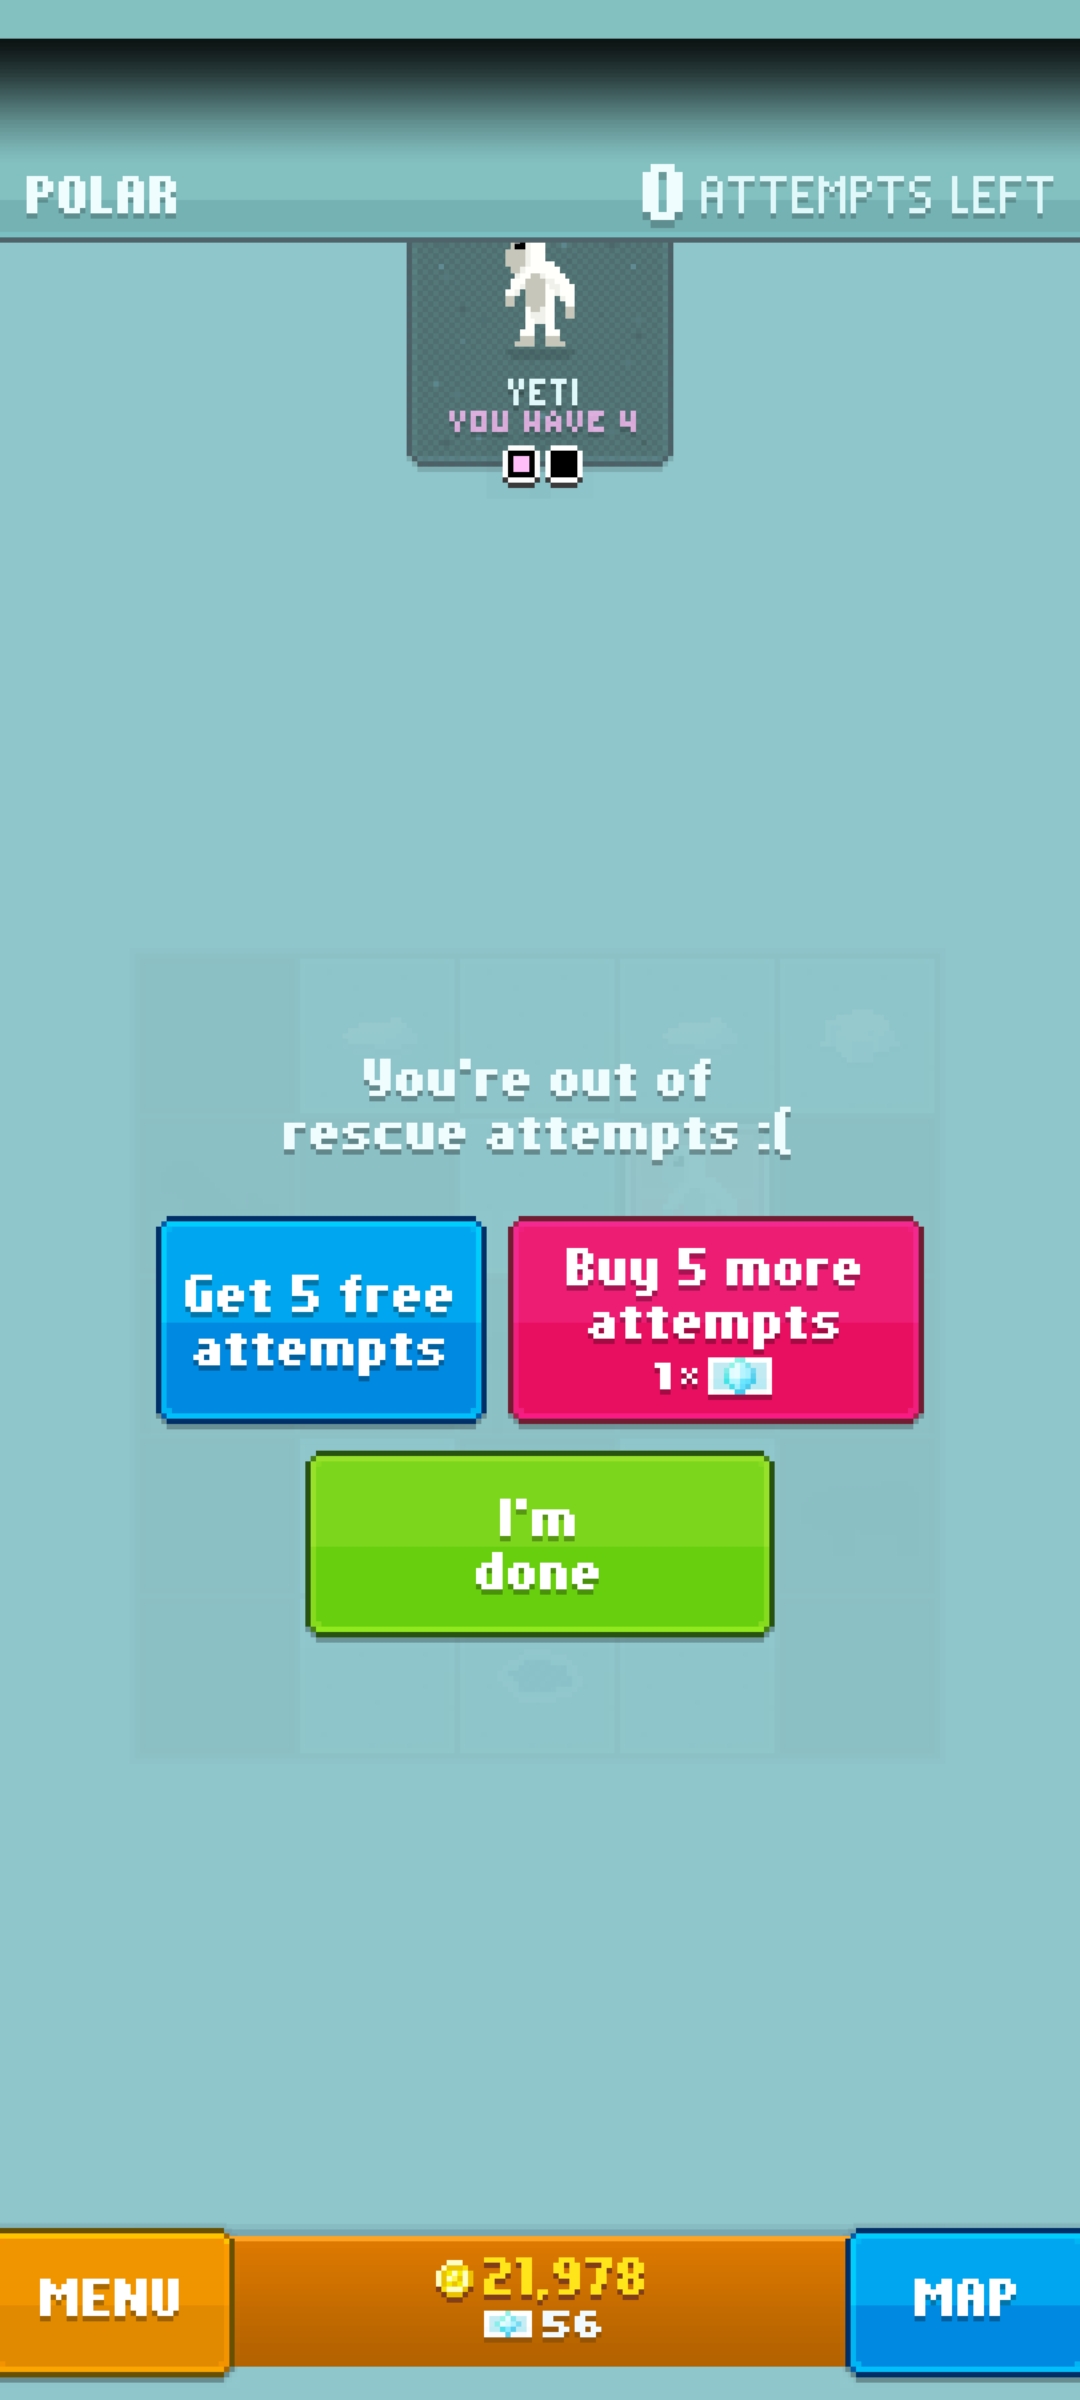 POLAR
0 ATTEMPTS LEFT
YETI
YOU HAVE 4
You're out of
rescue attempts :(
Get 5 free
attempts
Buy 5 more
attempts
1×
I'm
done
MENU
21,978
56
MAP